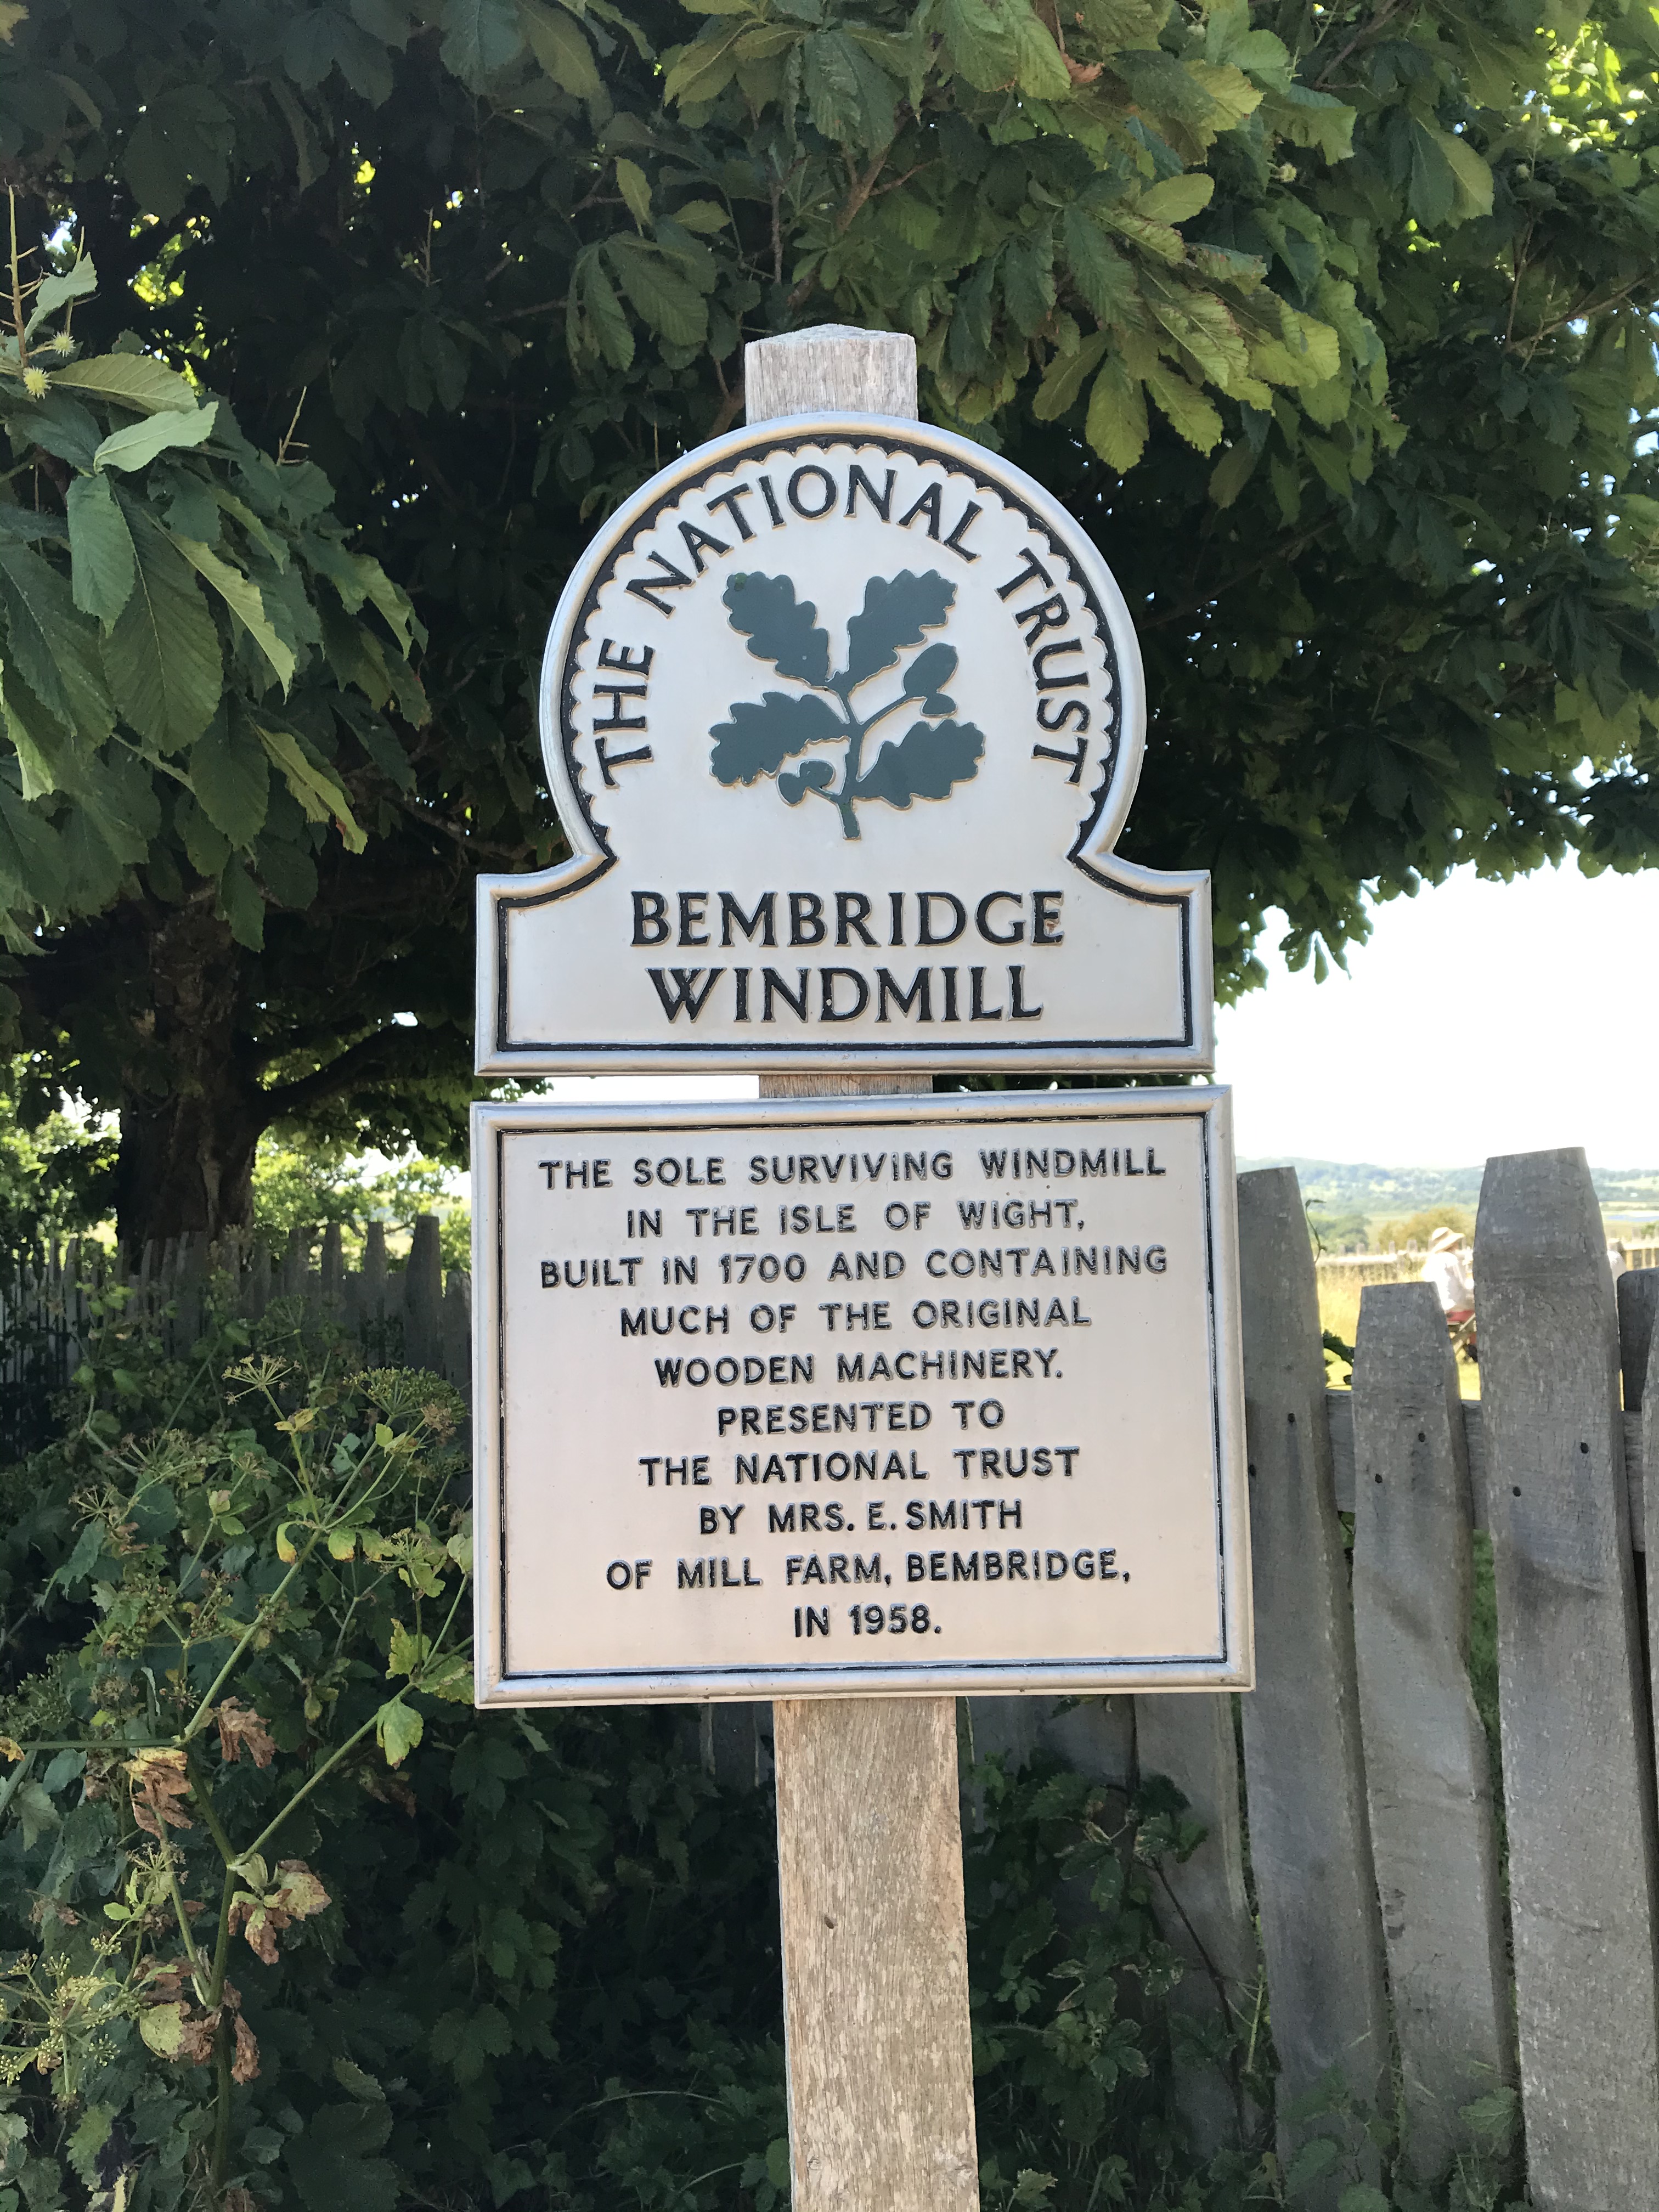 THE NATIONAL TRUST
BEMBRIDGE
WINDMILL
THE SOLE SURVIVING WINDMILL
IN THE ISLE OF WIGHT,
BUILT IN 1700 AND CONTAINING
MUCH OF THE ORIGINAL
WOODEN MACHINERY.
PRESENTED TO
THE NATIONAL TRUST
BY MRS. E. SMITH
OF MILL FARM, BEMBRIDGE,
IN 1958.